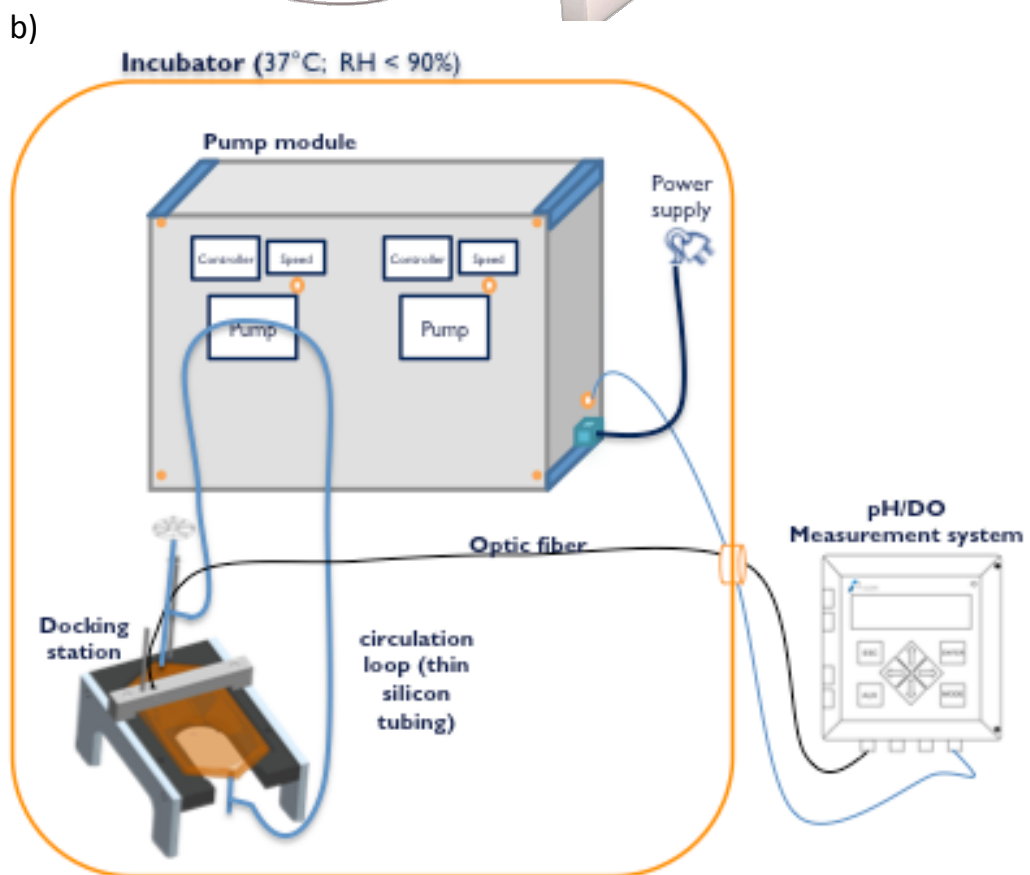 b)
Incubator (37°C; RH < 90%)
Pump module
Power
supply
Controller
Speed
Controller
Speed
Pump
Pump
Optic fiber
pH/DO
Measurement system
Docking
station
circulation
loop (thin
silicon
tubing)
ESC
ENTER
AUX
MODE